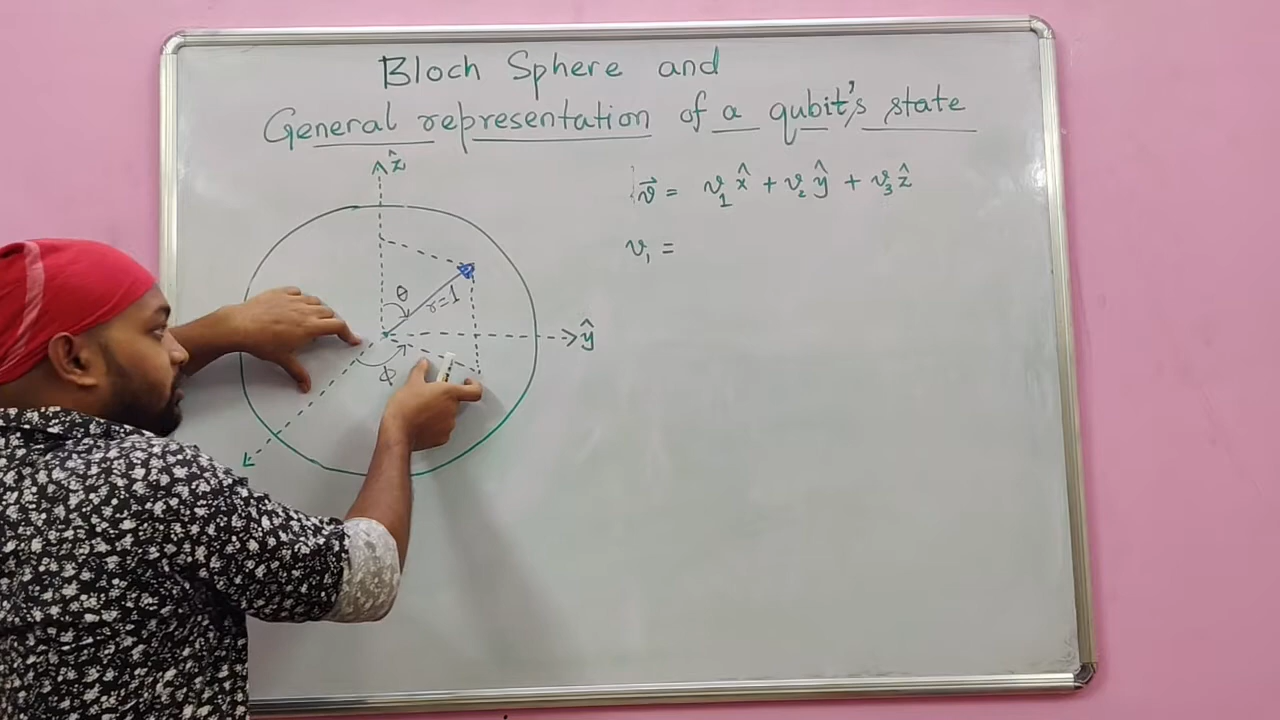 Bloch Sphere and
General representation of a qubit's state
ẑ
v⃗ = v₁ x̂ + v₂ ŷ + v₃ ẑ
v₁ =
θ
r=1
ŷ
ϕ